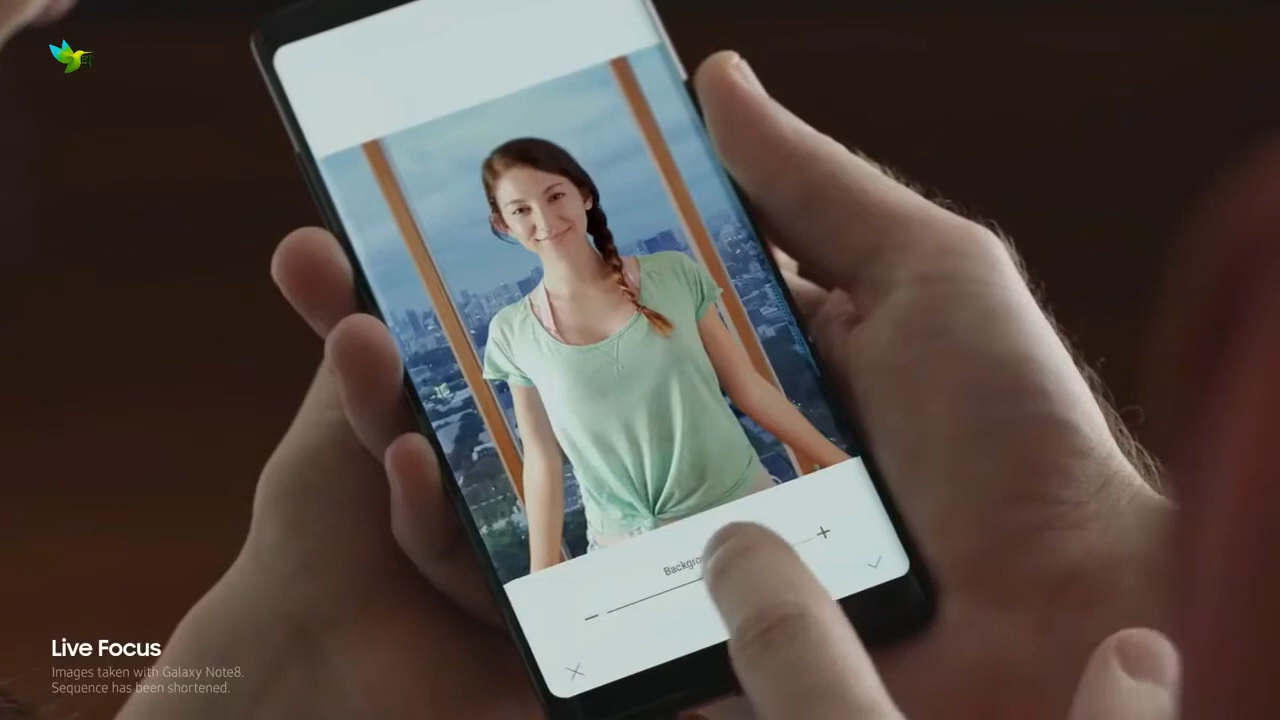 Live Focus
Images taken with Galaxy Note8.
Sequence has been shortened.